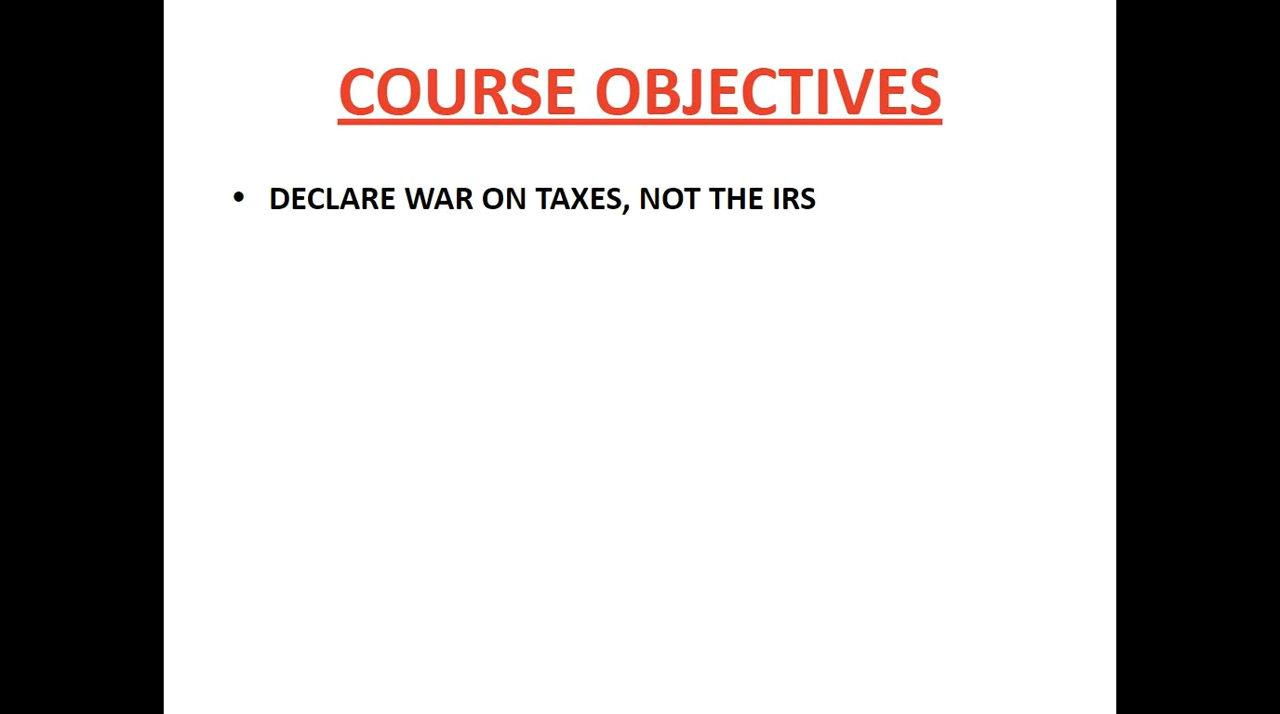 COURSE OBJECTIVES
• DECLARE WAR ON TAXES, NOT THE IRS